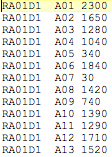 RA01D1 A01 2300
RA01D1 A02 1650
RA01D1 A03 1280
RA01D1 A04 1040
RA01D1 A05 340
RA01D1 A06 1840
RA01D1 A07 30
RA01D1 A08 1420
RA01D1 A09 740
RA01D1 A10 1390
RA01D1 A11 1290
RA01D1 A12 1710
RA01D1 A13 1520